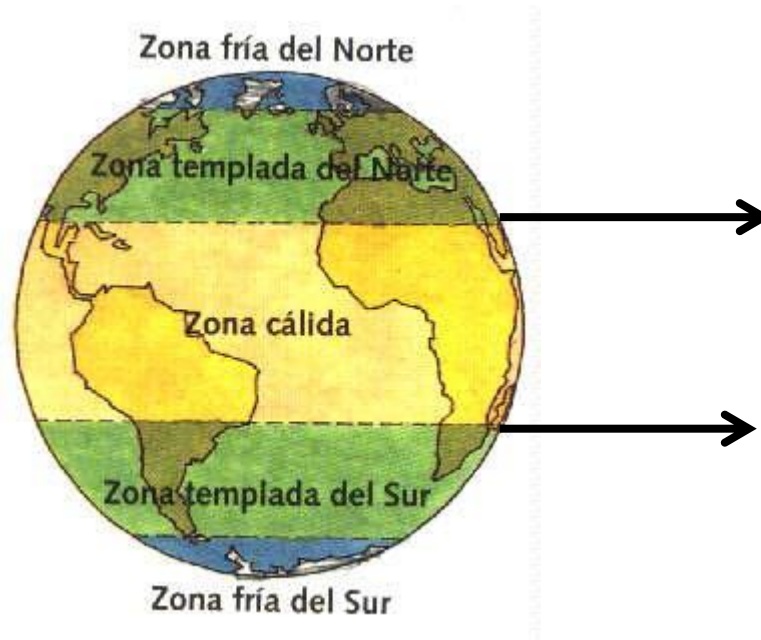 Zona fría del Norte
Zona templada del Norte
Zona cálida
Zona templada del Sur
Zona fría del Sur